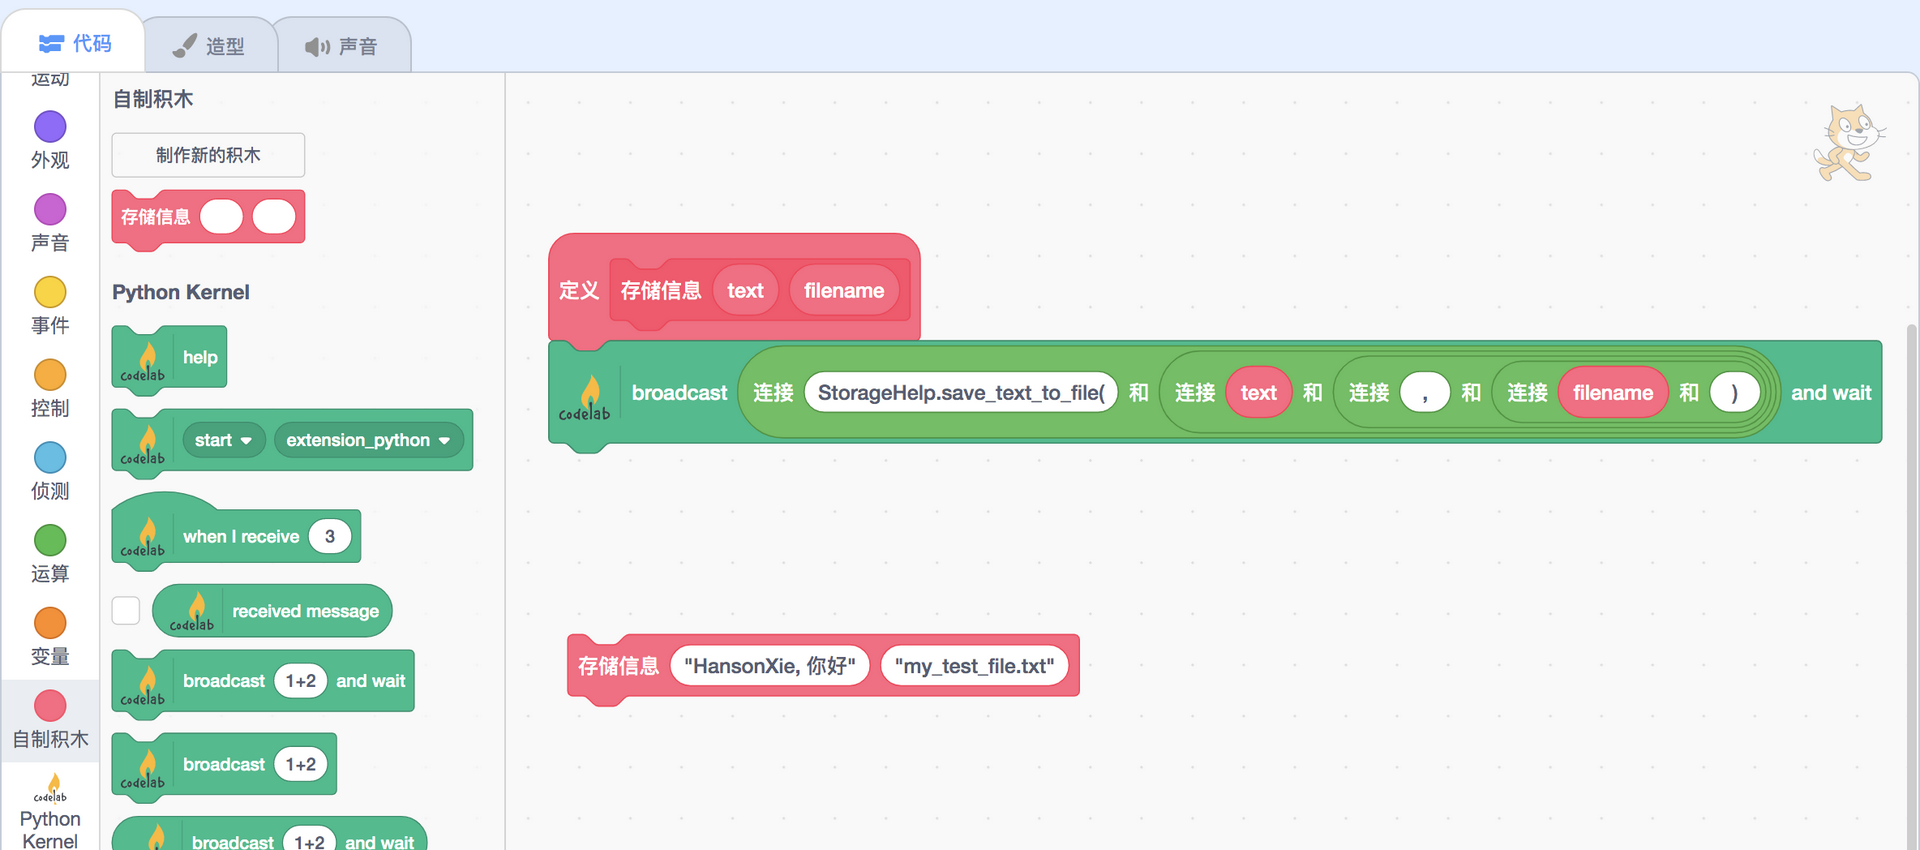 代码
造型
声音
运动
外观
声音
事件
控制
侦测
运算
变量
自制积木
codelab
Python
Kernel
自制积木
制作新的积木
存储信息
Python Kernel
codelab help
codelab start extension_python
codelab when I receive 3
codelab received message
codelab broadcast 1+2 and wait
codelab broadcast 1+2
broadcast 1+2 and wait
定义 存储信息 text filename
codelab broadcast 连接 StorageHelp.save_text_to_file( 和 连接 text 和 连接 , 和 连接 filename 和 ) and wait
存储信息 "HansonXie, 你好" "my_test_file.txt"